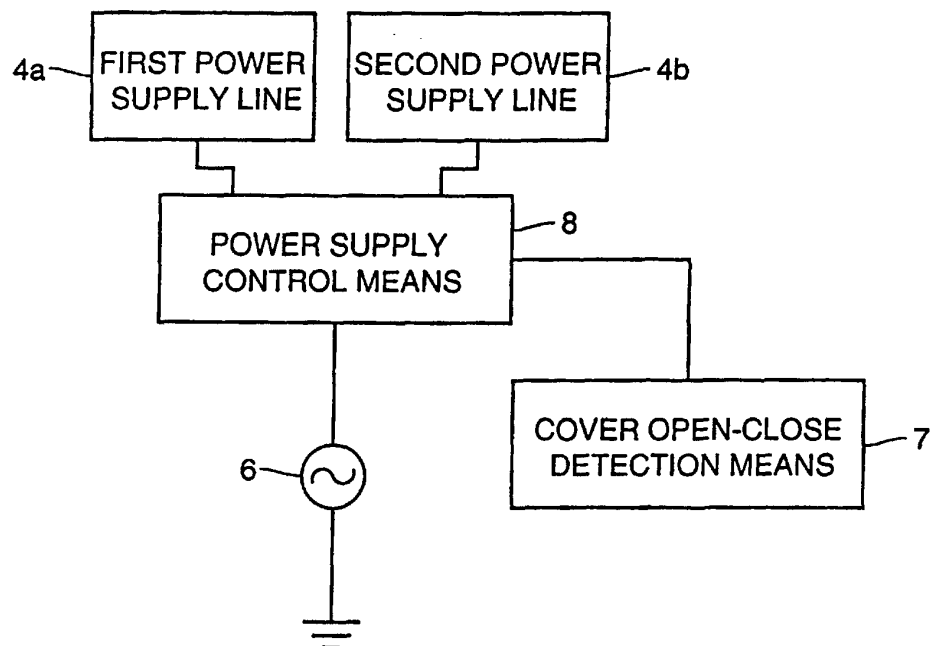 4a
FIRST POWER
SUPPLY LINE
SECOND POWER
SUPPLY LINE
4b
POWER SUPPLY
CONTROL MEANS
8
COVER OPEN-CLOSE
DETECTION MEANS
7
6